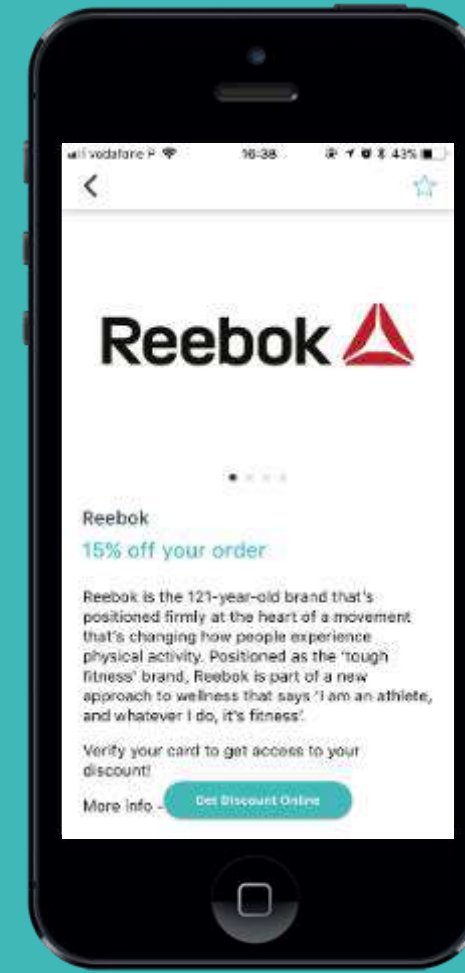 vodafone P 16:38 43%
Reebok
Reebok
15% off your order
Reebok is the 121-year-old brand that's
positioned firmly at the heart of a movement
that's changing how people experience
physical activity. Positioned as the 'tough
fitness' brand, Reebok is part of a new
approach to wellness that says 'I am an athlete,
and whatever I do, it's fitness'.
Verify your card to get access to your
discount!
More info -
Get Discount Online